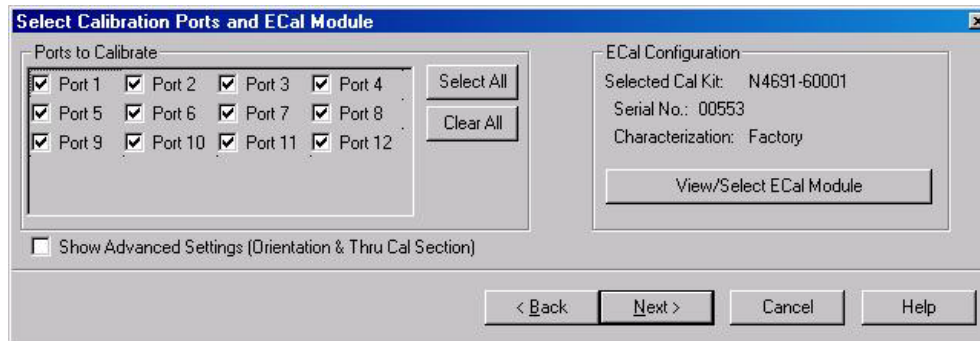 Select Calibration Ports and ECal Module
Ports to Calibrate
Port 1 Port 2 Port 3 Port 4
Port 5 Port 6 Port 7 Port 8
Port 9 Port 10 Port 11 Port 12
Select All
Clear All
Show Advanced Settings (Orientation & Thru Cal Section)
ECal Configuration
Selected Cal Kit: N4691-60001
Serial No.: 00553
Characterization: Factory
View/Select ECal Module
< Back Next > Cancel Help